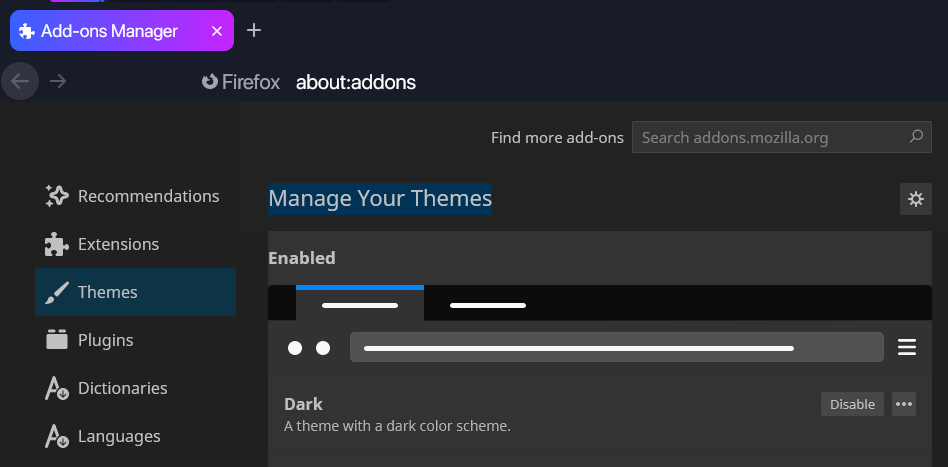 Add-ons Manager
Firefox about:addons
Find more add-ons Search addons.mozilla.org
Recommendations
Manage Your Themes
Extensions
Enabled
Themes
Plugins
Dictionaries
Dark Disable
A theme with a dark color scheme.
Languages